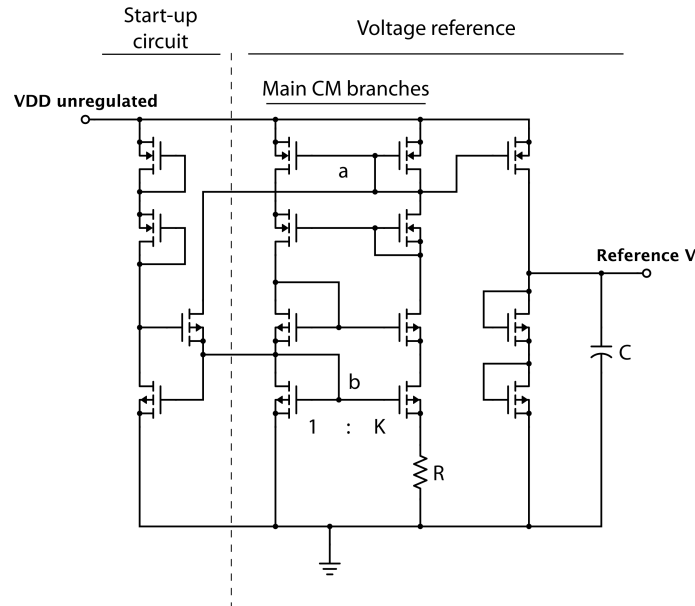 Start-up
circuit
Voltage reference
Main CM branches
VDD unregulated
a
Reference V
C
b
1 : K
R